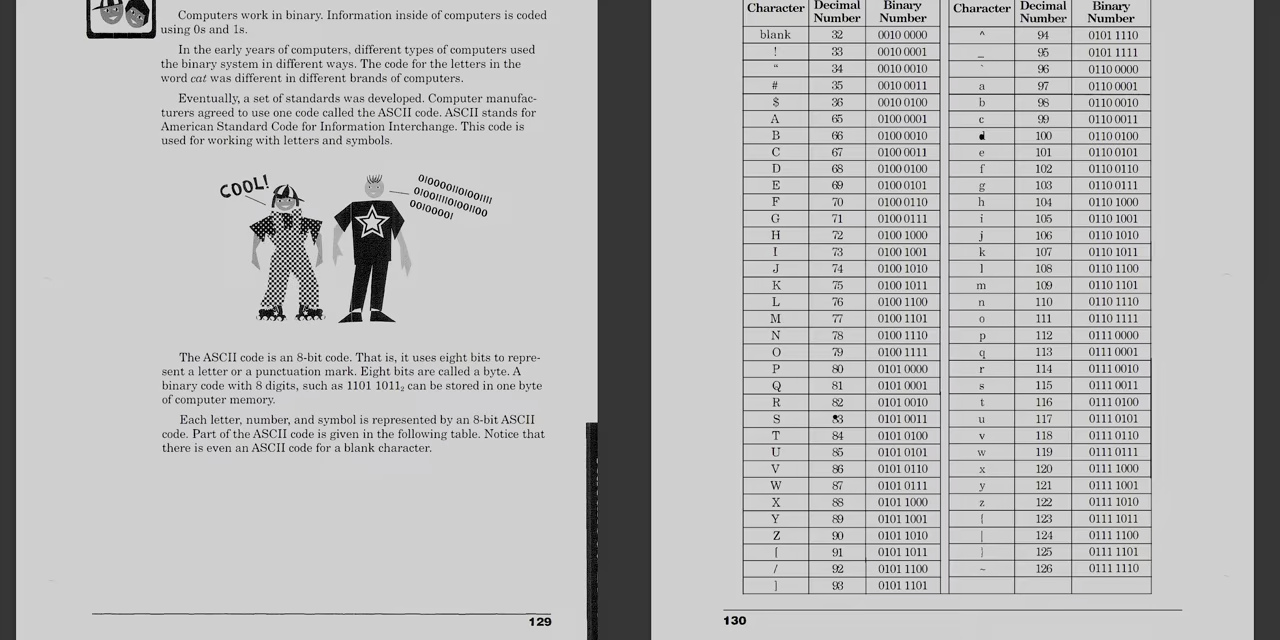 Computers work in binary. Information inside of computers is coded
using 0s and 1s.
In the early years of computers, different types of computers used
the binary system in different ways. The code for the letters in the
word cat was different in different brands of computers.
Eventually, a set of standards was developed. Computer manufac-
turers agreed to use one code called the ASCII code. ASCII stands for
American Standard Code for Information Interchange. This code is
used for working with letters and symbols.
COOL!
0100001101001111
0100111101001100
00100001
The ASCII code is an 8-bit code. That is, it uses eight bits to repre-
sent a letter or a punctuation mark. Eight bits are called a byte. A
binary code with 8 digits, such as 1101 1011₂ can be stored in one byte
of computer memory.
Each letter, number, and symbol is represented by an 8-bit ASCII
code. Part of the ASCII code is given in the following table. Notice that
there is even an ASCII code for a blank character.
129
Character Decimal Number Binary Number Character Decimal Number Binary Number
blank 32 0010 0000 ^ 94 0101 1110
! 33 0010 0001 _ 95 0101 1111
“ 34 0010 0010 ` 96 0110 0000
# 35 0010 0011 a 97 0110 0001
$ 36 0010 0100 b 98 0110 0010
A 65 0100 0001 c 99 0110 0011
B 66 0100 0010 d 100 0110 0100
C 67 0100 0011 e 101 0110 0101
D 68 0100 0100 f 102 0110 0110
E 69 0100 0101 g 103 0110 0111
F 70 0100 0110 h 104 0110 1000
G 71 0100 0111 i 105 0110 1001
H 72 0100 1000 j 106 0110 1010
I 73 0100 1001 k 107 0110 1011
J 74 0100 1010 l 108 0110 1100
K 75 0100 1011 m 109 0110 1101
L 76 0100 1100 n 110 0110 1110
M 77 0100 1101 o 111 0110 1111
N 78 0100 1110 p 112 0111 0000
O 79 0100 1111 q 113 0111 0001
P 80 0101 0000 r 114 0111 0010
Q 81 0101 0001 s 115 0111 0011
R 82 0101 0010 t 116 0111 0100
S 83 0101 0011 u 117 0111 0101
T 84 0101 0100 v 118 0111 0110
U 85 0101 0101 w 119 0111 0111
V 86 0101 0110 x 120 0111 1000
W 87 0101 0111 y 121 0111 1001
X 88 0101 1000 z 122 0111 1010
Y 89 0101 1001 { 123 0111 1011
Z 90 0101 1010 | 124 0111 1100
[ 91 0101 1011 } 125 0111 1101
/ 92 0101 1100 ~ 126 0111 1110
] 93 0101 1101
130